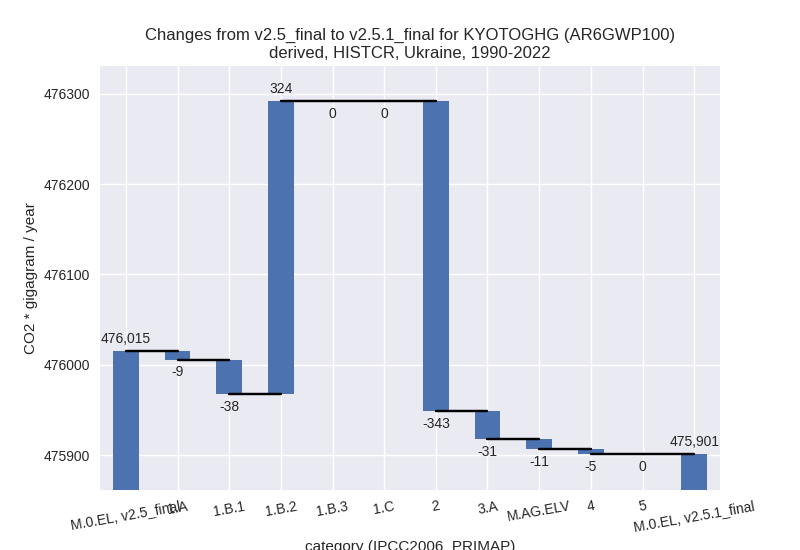 Changes from v2.5_final to v2.5.1_final for KYOTOGHG (AR6GWP100)
derived, HISTCR, Ukraine, 1990-2022
CO2 * gigagram / year
476300
476200
476100
476000
475900
476,015
-9
-38
324
0
0
-343
-31
-11
-5
0
475,901
M.0.EL, v2.5_final
1.A
1.B.1
1.B.2
1.B.3
1.C
2
3.A
M.AG.ELV
4
5
M.0.EL, v2.5.1_final
category (IPCC2006_PRIMAP)